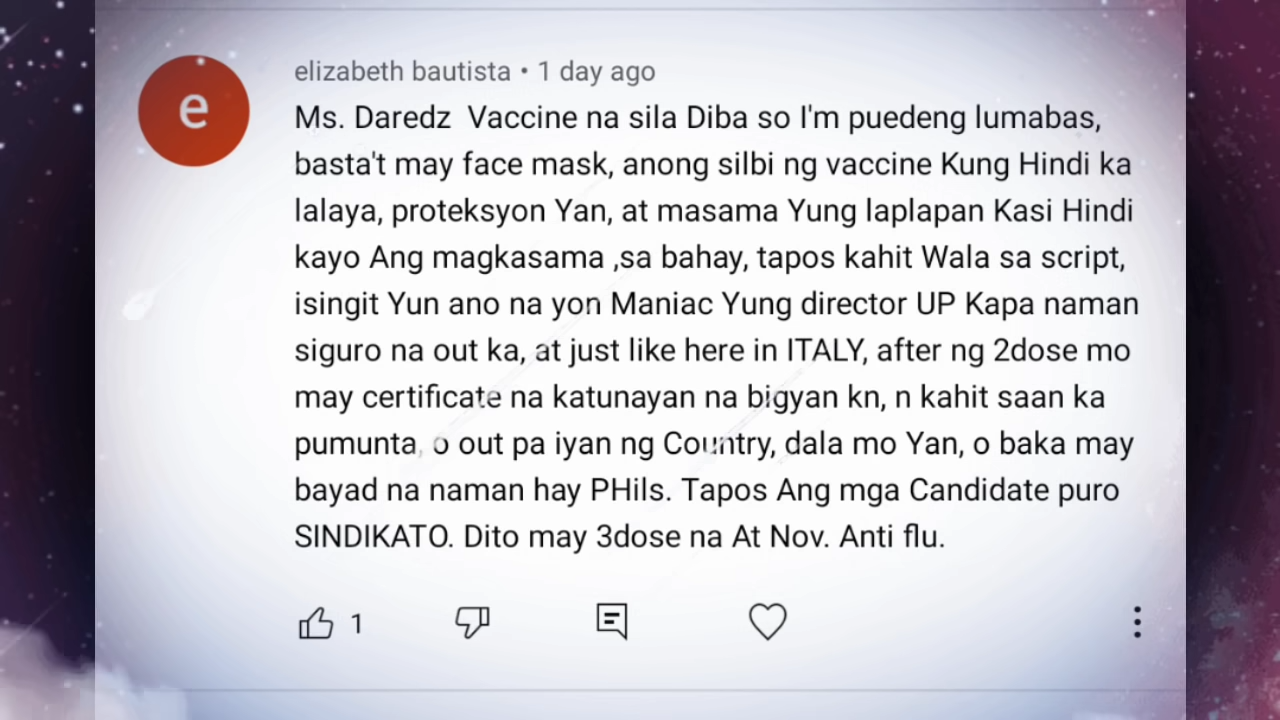 e
elizabeth bautista • 1 day ago
Ms. Daredz  Vaccine na sila Diba so I'm puedeng lumabas,
basta't may face mask, anong silbi ng vaccine Kung Hindi ka
lalaya, proteksyon Yan, at masama Yung laplapan Kasi Hindi
kayo Ang magkasama ,sa bahay, tapos kahit Wala sa script,
isingit Yun ano na yon Maniac Yung director UP Kapa naman
siguro na out ka, at just like here in ITALY, after ng 2dose mo
may certificate na katunayan na bigyan kn, n kahit saan ka
pumunta, o out pa iyan ng Country, dala mo Yan, o baka may
bayad na naman hay PHils. Tapos Ang mga Candidate puro
SINDIKATO. Dito may 3dose na At Nov. Anti flu.
1